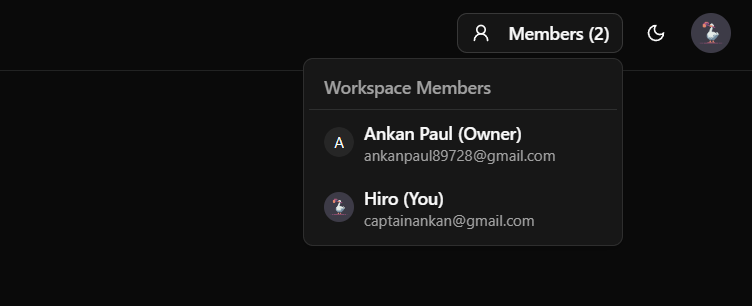 Members (2)
Workspace Members
A
Ankan Paul (Owner)
ankanpaul89728@gmail.com
Hiro (You)
captainankan@gmail.com